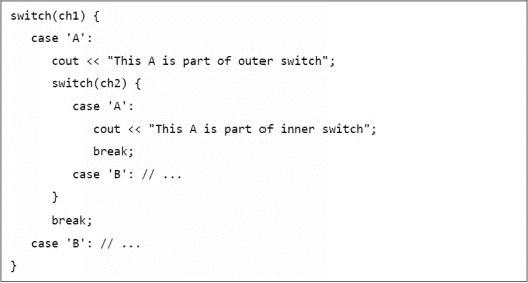 switch(ch1) {
   case 'A':
      cout << "This A is part of outer switch";
      switch(ch2) {
         case 'A':
            cout << "This A is part of inner switch";
            break;
         case 'B': // ...
      }
      break;
   case 'B': // ...
}